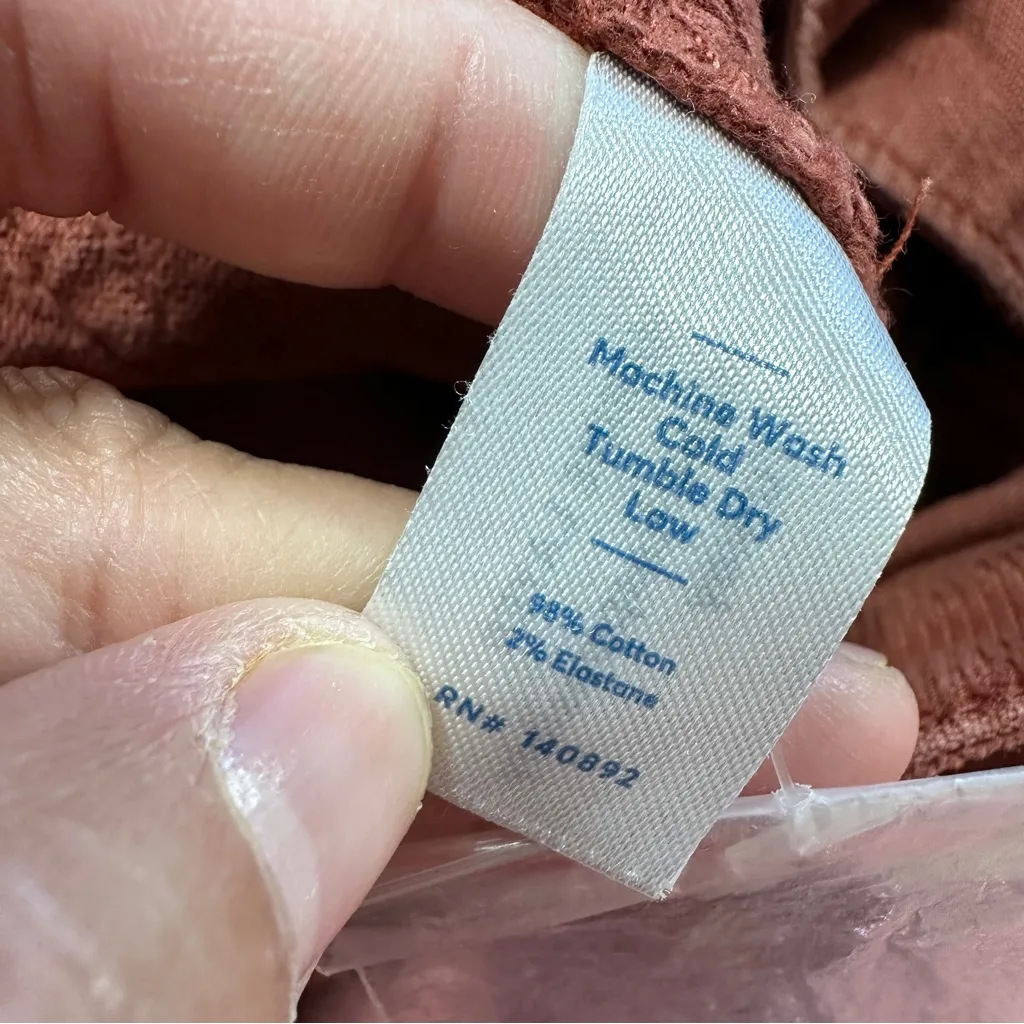 Machine Wash
Cold
Tumble Dry
Low
98% Cotton
2% Elastane
RN# 140892